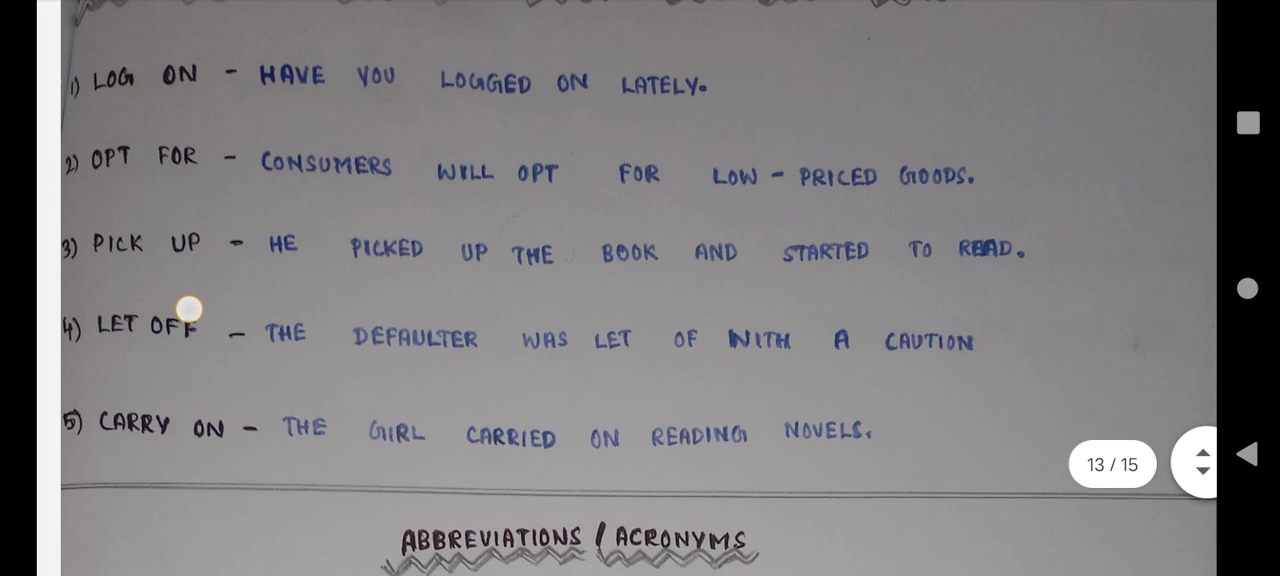 1) LOG ON - HAVE YOU LOGGED ON LATELY.
2) OPT FOR - CONSUMERS WILL OPT FOR LOW - PRICED GOODS.
3) PICK UP - HE PICKED UP THE BOOK AND STARTED TO READ.
4) LET OFF - THE DEFAULTER WAS LET OF WITH A CAUTION
5) CARRY ON - THE GIRL CARRIED ON READING NOVELS.
13 / 15
ABBREVIATIONS / ACRONYMS